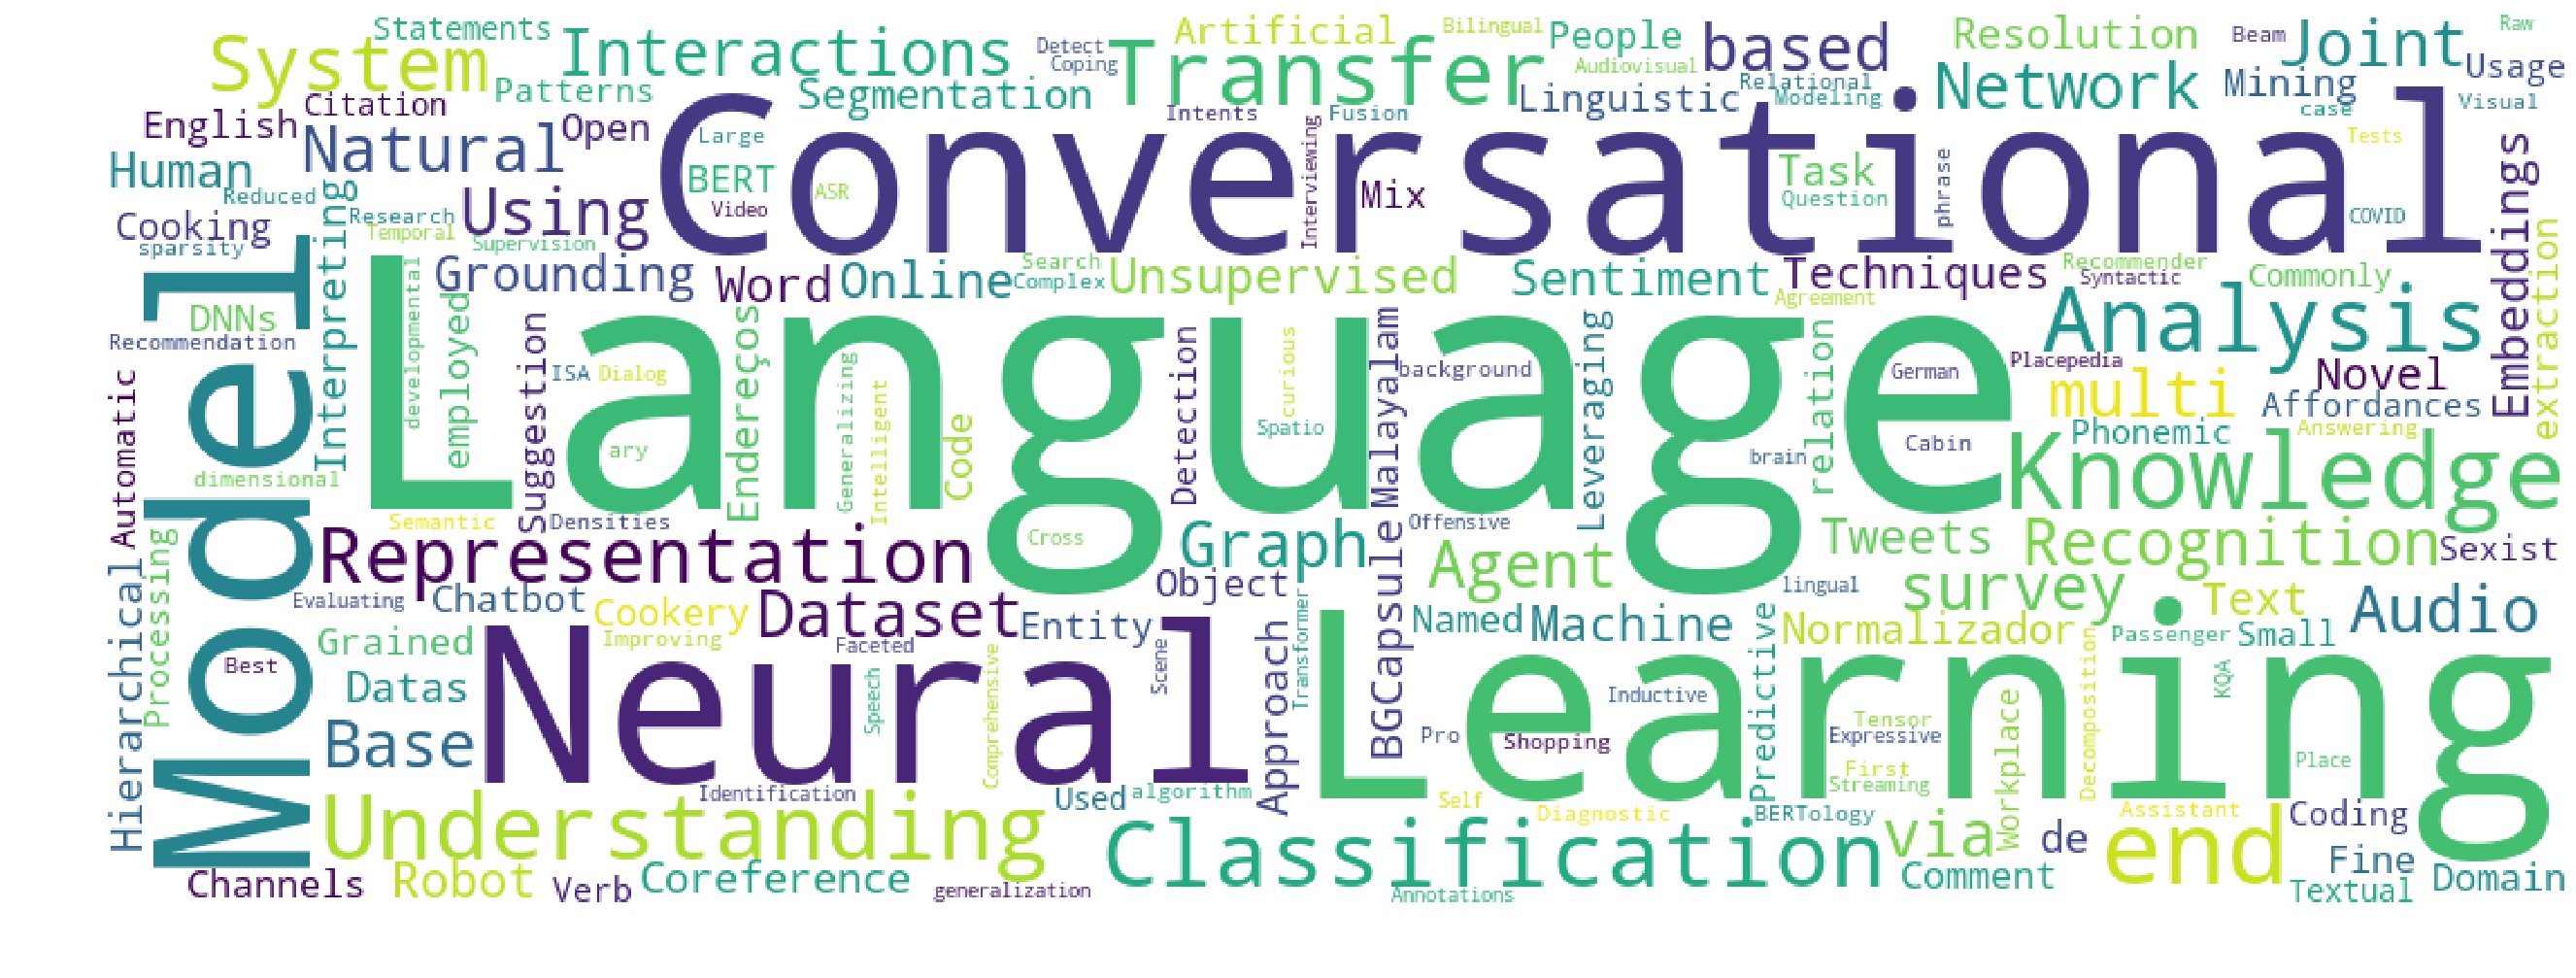 Statements
Artificial
Bilingual
People
Resolution
Beam
Raw
System
Interactions
Detect
Coping
Transfer
Audiovisual
based
Joint
Usage
Patterns
Segmentation
Linguistic
Relational
Modeling
Network
Mining
case
Visual
English
Citation
Natural
Open
Large
Intents
Fusion
Interviewing
Conversational
Tests
Human
Reduced
BERT
ASR
Video
Mix
Task
Question
phrase
COVID
Embeddings
Cooking
sparsity
Interpreting
Research
Temporal
Using
Supervision
Grounding
Word
Online
Search
Complex
Unsupervised
Sentiment
Agreement
Techniques
Recommender
Syntactic
Commonly
extraction
Model
DNNs
Recommendation
developmental
employed
Language
Suggestion
ISA
Dialog
Endereços
Generalizing
Intelligent
Code
Detection
curious
Spatio
Malayalam
background
Leveraging
relation
German
Placepedia
Analysis
Novel
multi
Affordances
Automatic
dimensional
ary
brain
Cabin
Phonemic
Answering
Knowledge
Semantic
Densities
Cross
Graph
Offensive
Agent
Tweets
Recognition
Sexist
Hierarchical
Processing
Representation
Object
lingual
survey
Text
Audio
Evaluating
Chatbot
Cookery
Dataset
Entity
Transformer
BGCapsule
Named
Machine
Normalizador
Passenger
Small
Grained
Improving
Faceted
Best
Datas
Neural
Speech
Comprehensive
Scene
Approach
Learning
Inductive
Predictive
Tensor
Expressive
Decomposition
KQA
Base
Pro
Shopping
Workplace
Place
Identification
Used
algorithm
Self
Diagnostic
First
Streaming
BERTology
Assistant
Coding
Understanding
Classification
via
de
end
Fine
Channels
Robot
Verb
Coreference
generalization
Annotations
Comment
Textual
Domain